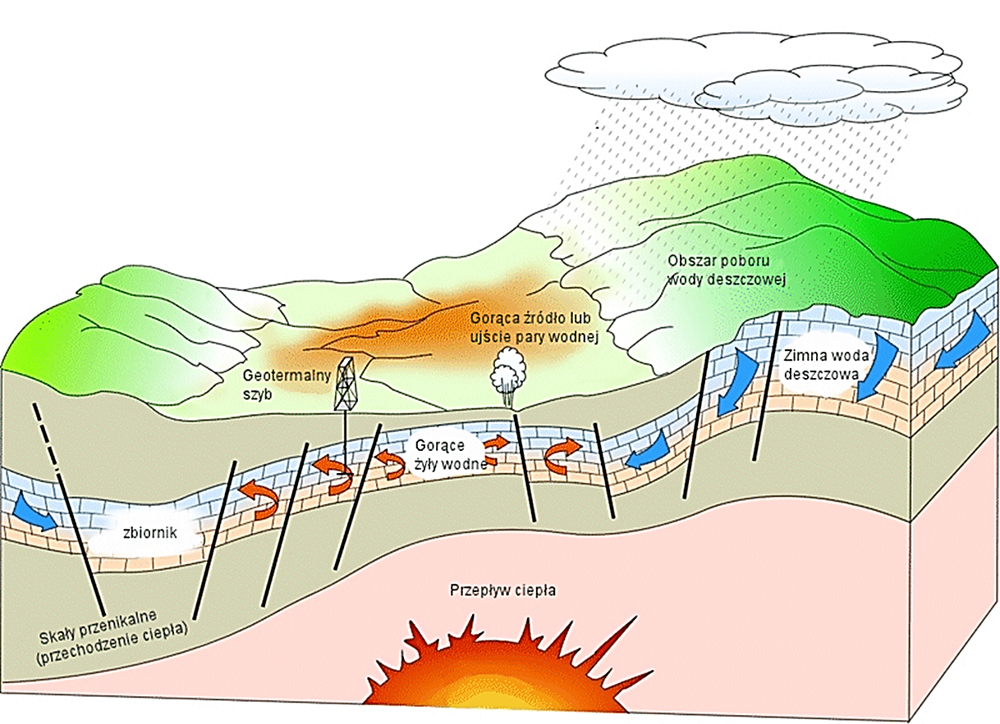 Obszar poboru
wody deszczowej
Gorąca źródło lub
ujście pary wodnej
Zimna woda
deszczowa
Geotermalny
szyb
Gorące
żyły wodne
zbiornik
Przepływ ciepła
Skały przenikalne
(przechodzenie ciepła)